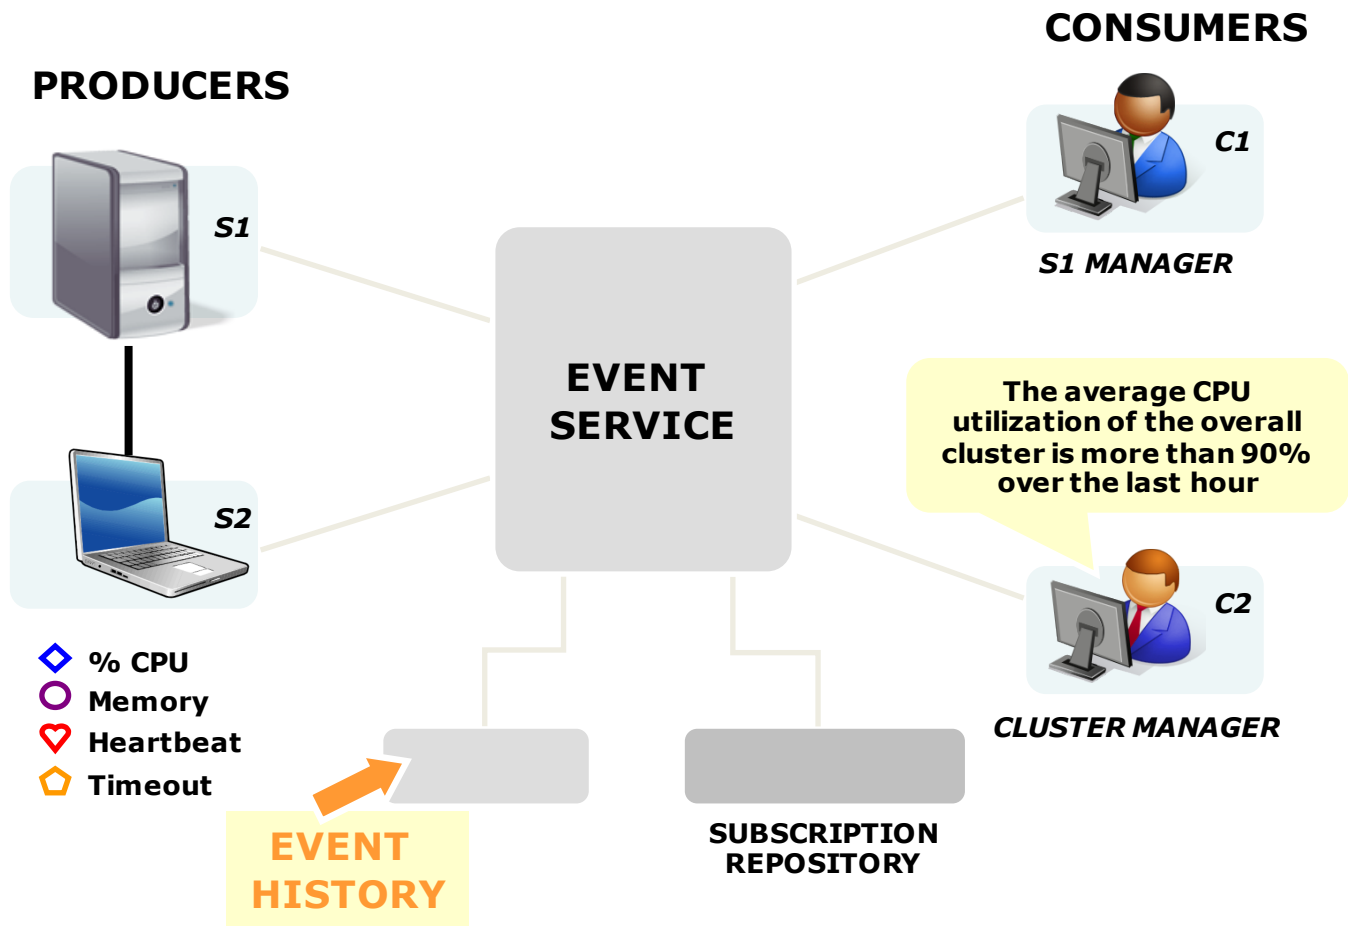 CONSUMERS
PRODUCERS
C1
S1
S1 MANAGER
EVENT
SERVICE
The average CPU
utilization of the overall
cluster is more than 90%
over the last hour
S2
C2
% CPU
Memory
Heartbeat
Timeout
CLUSTER MANAGER
SUBSCRIPTION
REPOSITORY
EVENT
HISTORY